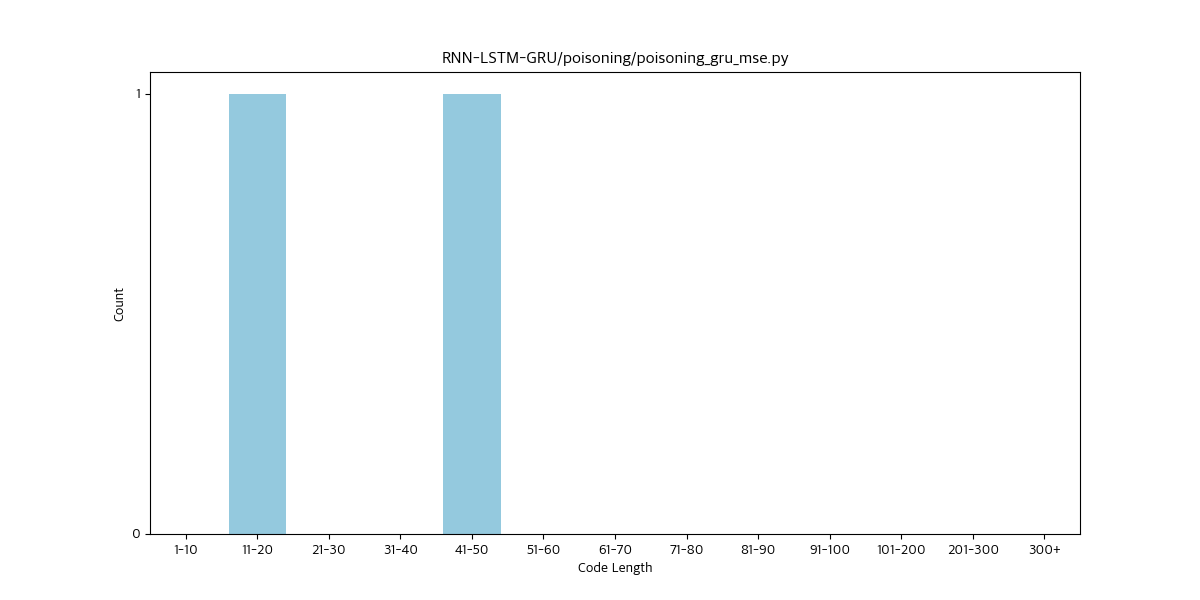 RNN-LSTM-GRU/poisoning/poisoning_gru_mse.py
Count
1
0
1-10 11-20 21-30 31-40 41-50 51-60 61-70 71-80 81-90 91-100 101-200 201-300 300+
Code Length